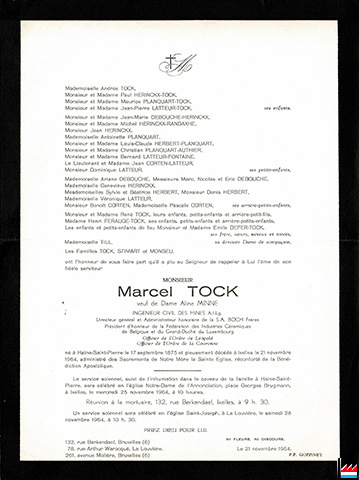 Mademoiselle Andrée TOCK,
Monsieur et Madame Paul HERINCKX-TOCK,
Monsieur et Madame Maurice PLANQUART-TOCK,
Monsieur et Madame Jean-Pierre LATTEUR-TOCK, ses enfants.
Monsieur et Madame Jean-Marie DEBOUCHE-HERINCKX,
Monsieur et Madame Michel HERINCKX-RANDAXHE,
Monsieur Jean HERINCKX,
Mademoiselle Antoinette PLANQUART,
Monsieur et Madame Louis-Claude HERBERT-PLANQUART,
Monsieur et Madame Christian PLANQUART-AUTHIER,
Monsieur et Madame Bernard LATTEUR-FONTAINE,
Le Lieutenant et Madame Jean CORTEN-LATTEUR,
Monsieur Dominique LATTEUR, ses petits-enfants.
Mademoiselle Ariane DEBOUCHE, Messieurs Marc, Nicolas et Eric DEBOUCHE,
Mademoiselle Geneviève HERINCKX,
Mesdemoiselles Sylvie et Béatrice HERBERT, Monsieur Denis HERBERT,
Mademoiselle Véronique LATTEUR,
Monsieur Benoît CORTEN, Mademoiselle Pascale CORTEN, ses arrière-petits-enfants.
Monsieur et Madame René TOCK, leurs enfants, petits-enfants et arrière-petit-fils,
Madame Henri FERAUGE-TOCK, ses enfants, petits-enfants et arrière-petits-enfants,
Les enfants et petits-enfants de feu Monsieur et Madame Emile DEFER-TOCK,
ses frère, sœurs, neveux et nièces,
Mademoiselle TILL, sa dévouée Dame de compagnie,
Les Familles TOCK, STIMART et MONSEU,
ont l'honneur de vous faire part qu'il a plu au Seigneur de rappeler à Lui l'âme de son
fidèle serviteur
MONSIEUR
Marcel TOCK
veuf de Dame Aline MINNE
INGENIEUR CIVIL DES MINES A.I.Lg.
Directeur général et Administrateur honoraire de la S.A. BOCH Frères
Président d'honneur de la Fédération des Industries Céramiques
de Belgique et du Grand-Duché du Luxembourg
Officier de l'Ordre de Léopold
Officier de l'Ordre de la Couronne
né à Haine-Saint-Pierre le 17 septembre 1875 et pieusement décédé à Ixelles le 21 novembre
1964, administré des Sacrements de Notre Mère la Sainte Eglise, réconforté de la Béné-
diction Apostolique.
Le service solennel, suivi de l'inhumation dans le caveau de la famille à Haine-Saint-
Pierre, sera célébré en l'église Notre-Dame de l'Annonciation, place Georges Brugmann,
à Ixelles, le mercredi 25 novembre 1964, à 10 heures.
Réunion à la mortuaire, 132, rue Berkendael, Ixelles, à 9 h. 30.
Un service solennel sera célébré en l'église Saint-Joseph, à La Louvière, le samedi 28
novembre 1964, à 10 h. 30.
PRIEZ DIEU POUR LUI
132, rue Berkendael, Bruxelles (6)
78, rue Arthur Warocqué, La Louvière.
261, avenue Molière, Bruxelles (6)
NI FLEURS, NI DISCOURS.
Le 21 novembre 1964.
P.F. GOFFINET